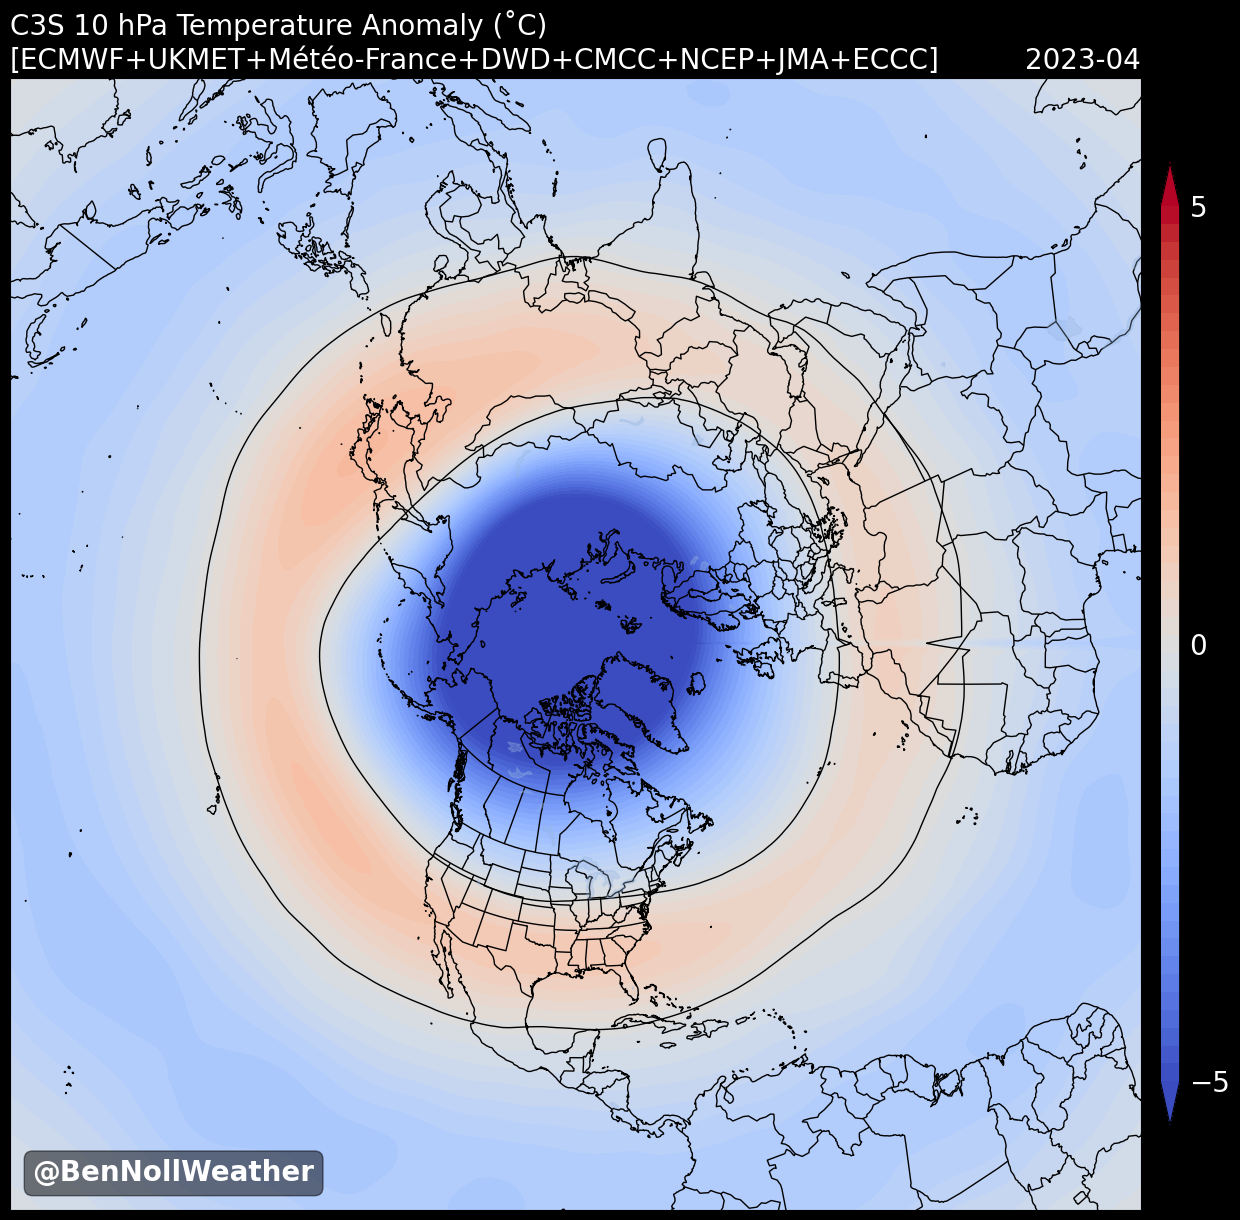 C3S 10 hPa Temperature Anomaly (˚C)
[ECMWF+UKMET+Météo-France+DWD+CMCC+NCEP+JMA+ECCC] 2023-04
5
0
−5
@BenNollWeather